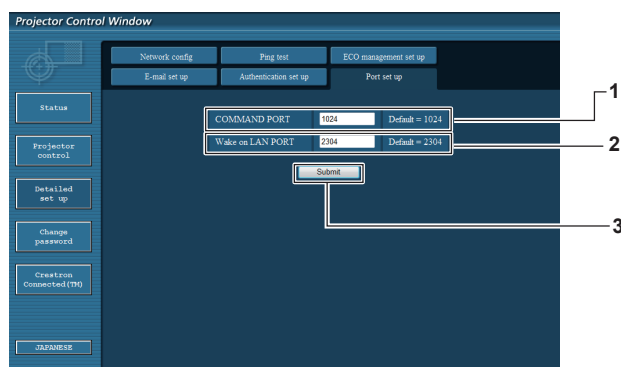 Projector Control Window
Network config
Ping test
ECO management set up
E-mail set up
Authentication set up
Port set up
Status
COMMAND PORT 1024 Default = 1024
1
Wake on LAN PORT 2304 Default = 2304
2
Projector
control
Submit
3
Detailed
set up
Change
password
Crestron
Connected(TM)
JAPANESE